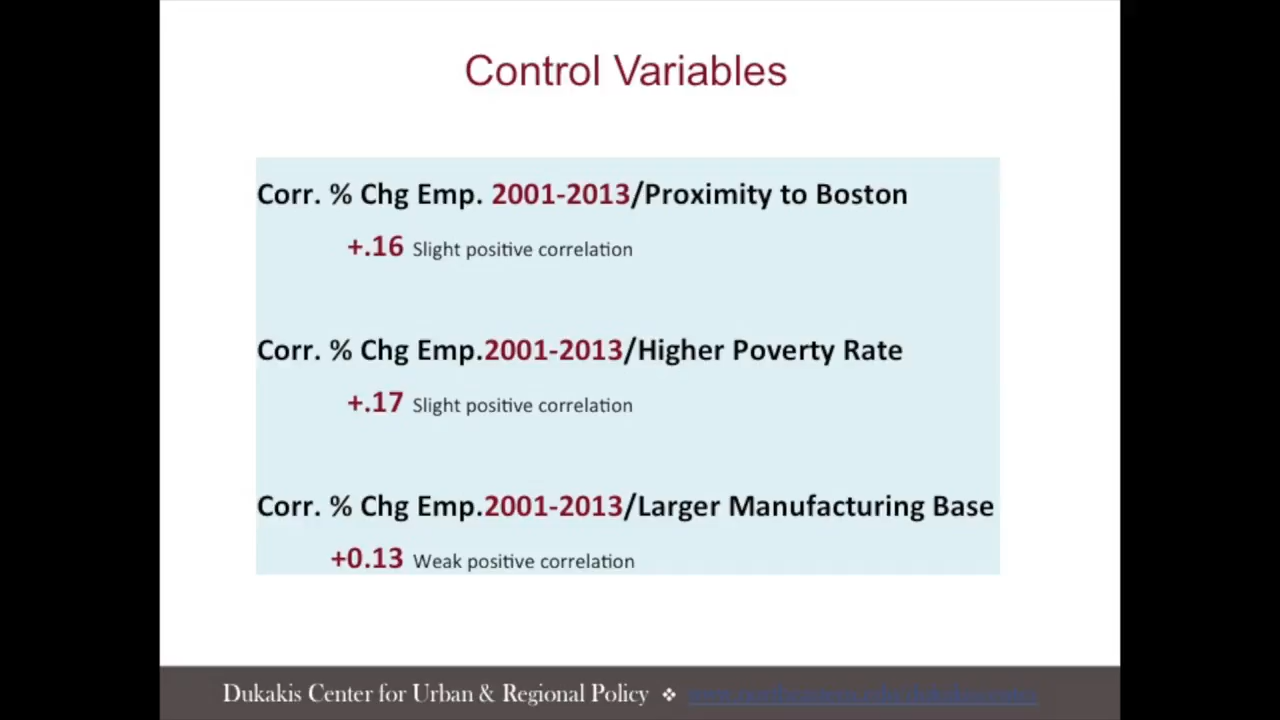 Control Variables
Corr. % Chg Emp. 2001-2013/Proximity to Boston
+.16 Slight positive correlation
Corr. % Chg Emp.2001-2013/Higher Poverty Rate
+.17 Slight positive correlation
Corr. % Chg Emp.2001-2013/Larger Manufacturing Base
+0.13 Weak positive correlation
Dukakis Center for Urban & Regional Policy ❖